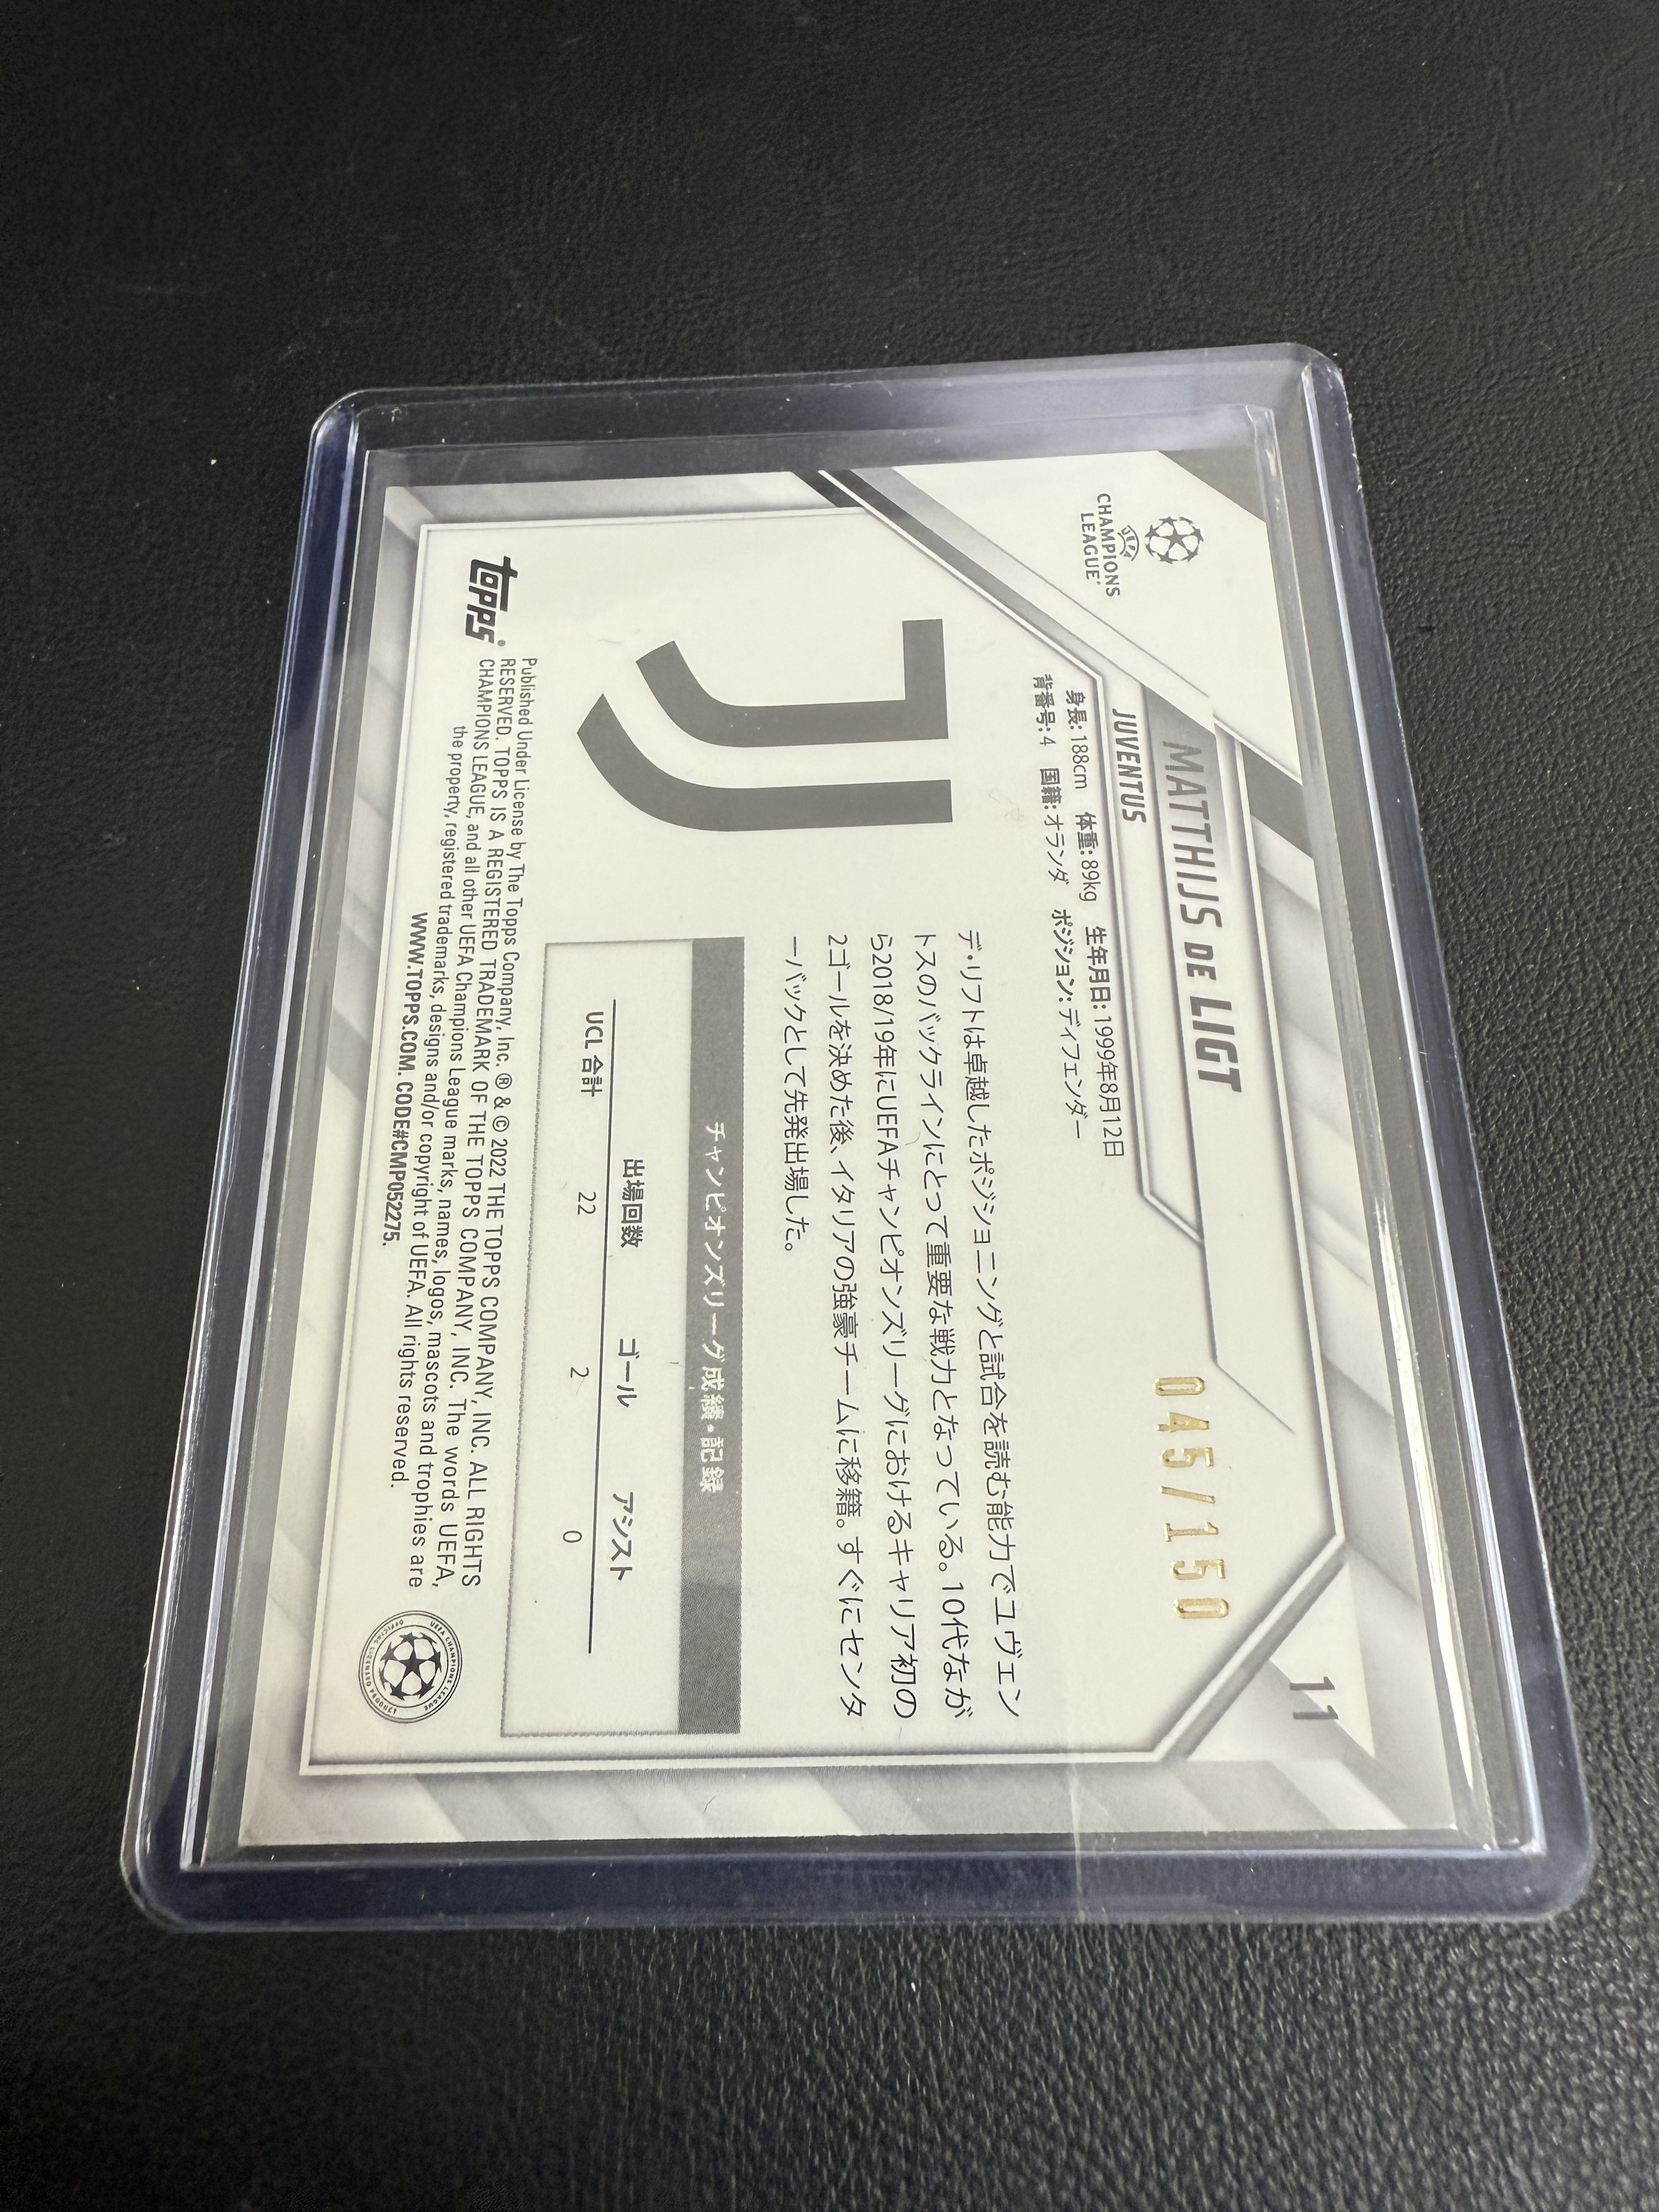 CHAMPIONS
LEAGUE
MATTHIJS DE LIGT
JUVENTUS
045/150
11
身長: 188cm 体重: 89kg 生年月日: 1999年8月12日
背番号: 4 国籍: オランダ ポジション: ディフェンダー
デ・リフトは卓越したポジショニングと試合を読む能力でユヴェン
トスのバックラインにとって重要な戦力となっている。10代なが
ら2018/19年にUEFAチャンピオンズリーグにおけるキャリア初の
2ゴールを決めた後、イタリアの強豪チームに移籍。すぐにセンタ
ーバックとして先発出場した。
チャンピオンズリーグ成績・記録
出場回数 ゴール アシスト
UCL 合計 22 2 0
topps®
Published Under License by The Topps Company, Inc. ® & © 2022 THE TOPPS COMPANY, INC. ALL RIGHTS
RESERVED. TOPPS IS A REGISTERED TRADEMARK OF THE TOPPS COMPANY, INC. The words UEFA,
CHAMPIONS LEAGUE, and all other UEFA Champions League marks, names, logos, mascots and trophies are
the property, registered trademarks, designs and/or copyright of UEFA. All rights reserved.
WWW.TOPPS.COM. CODE#CMP052275.
UEFA CHAMPIONS LEAGUE
OFFICIAL LICENSED PRODUCT